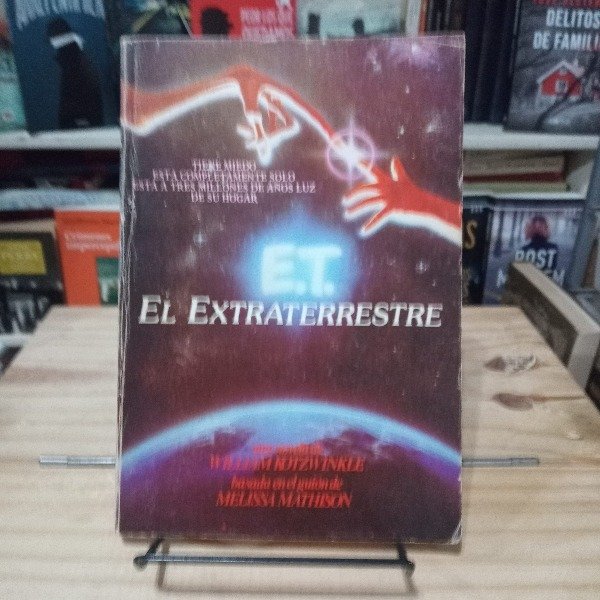 DELITOS
DE FAMILIA
TIENE MIEDO
ESTA COMPLETAMENTE SOLO
ESTA A TRES MILLONES DE AÑOS LUZ
DE SU HOGAR
E.T.
EL EXTRATERRESTRE
WILLIAM KOTZWINKLE
basada en el guión de
MELISSA MATHISON
POST